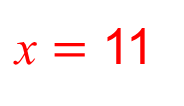 x = 11